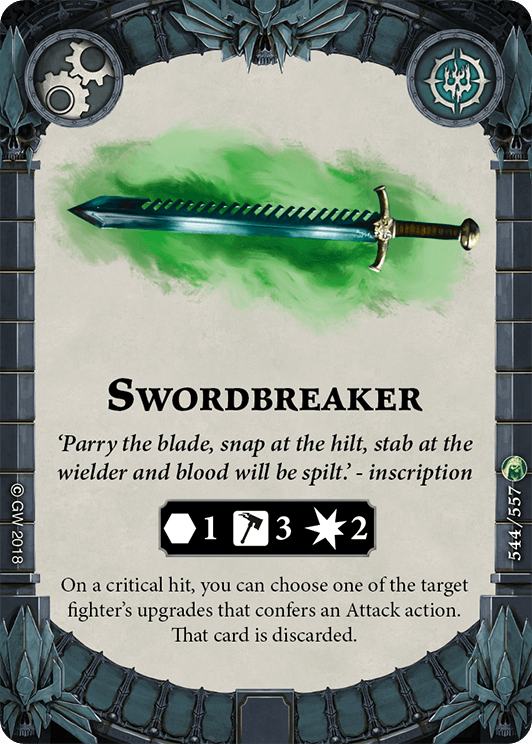 Swordbreaker
‘Parry the blade, snap at the hilt, stab at the
wielder and blood will be spilt.’ - inscription
1 3 2
On a critical hit, you can choose one of the target
fighter’s upgrades that confers an Attack action.
That card is discarded.
© GW 2018
544/557